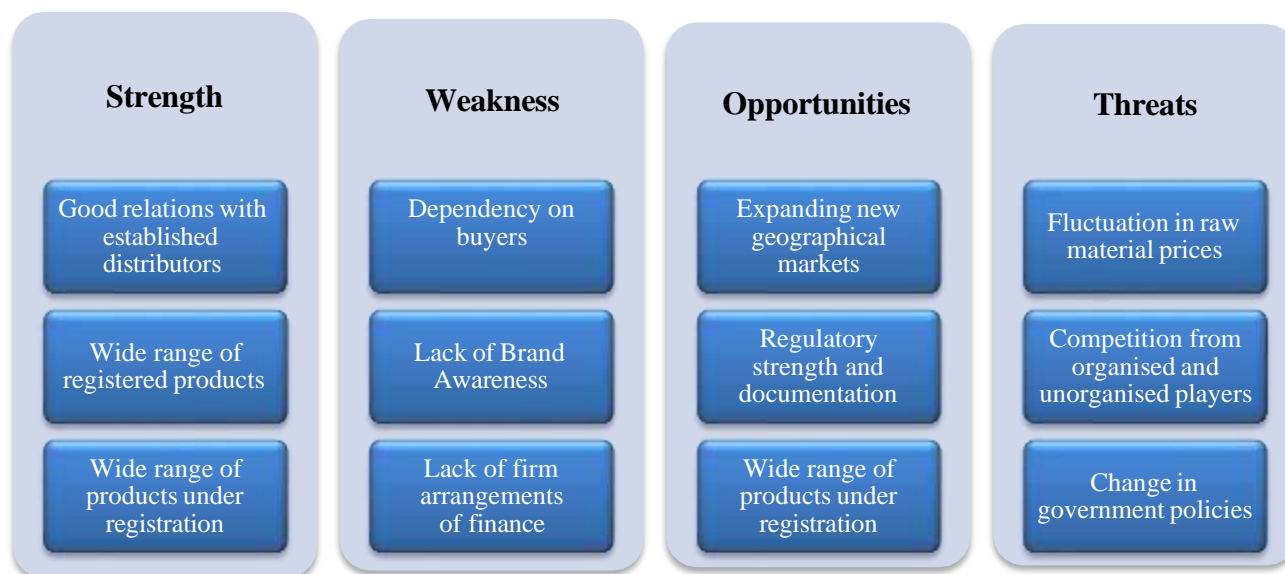 Strength
Good relations with
established
distributors
Wide range of
registered products
Wide range of
products under
registration
Weakness
Dependency on
buyers
Lack of Brand
Awareness
Lack of firm
arrangements
of finance
Opportunities
Expanding new
geographical
markets
Regulatory
strength and
documentation
Wide range of
products under
registration
Threats
Fluctuation in raw
material prices
Competition from
organised and
unorganised players
Change in
government policies